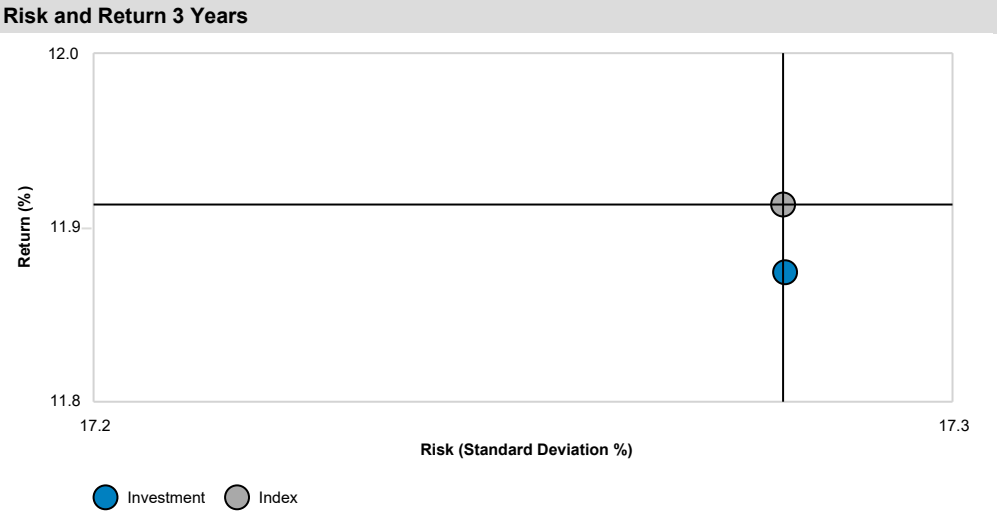 Risk and Return 3 Years
12.0
Return (%)
11.9
11.8
17.2
17.3
Risk (Standard Deviation %)
Investment
Index